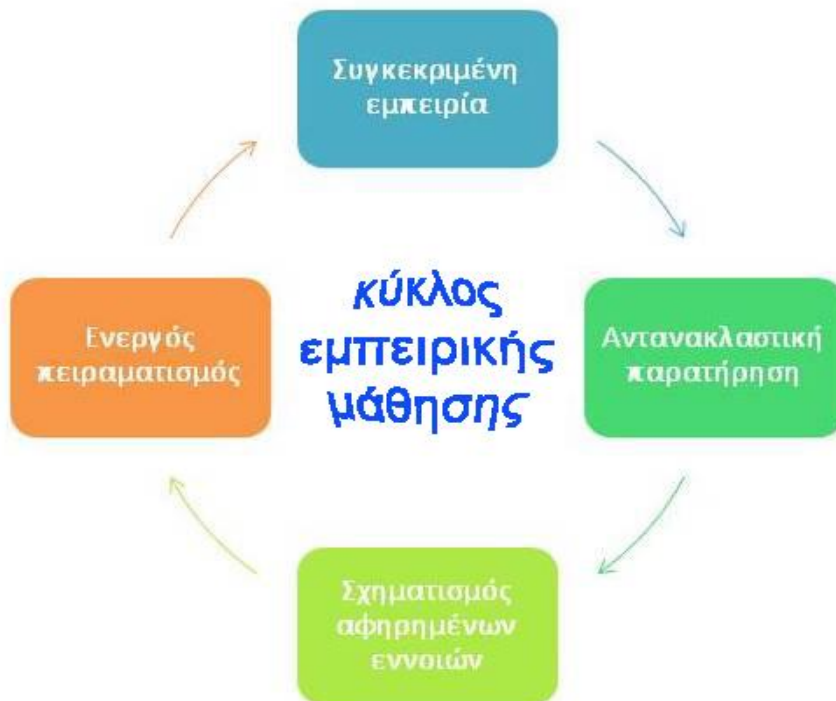 Συγκεκριμένη
εμπειρία
Ενεργός
πειραματισμός
κύκλος
εμπειρικής
μάθησης
Αντανακλαστική
παρατήρηση
Σχηματισμός
αφηρημένων
εννοιών